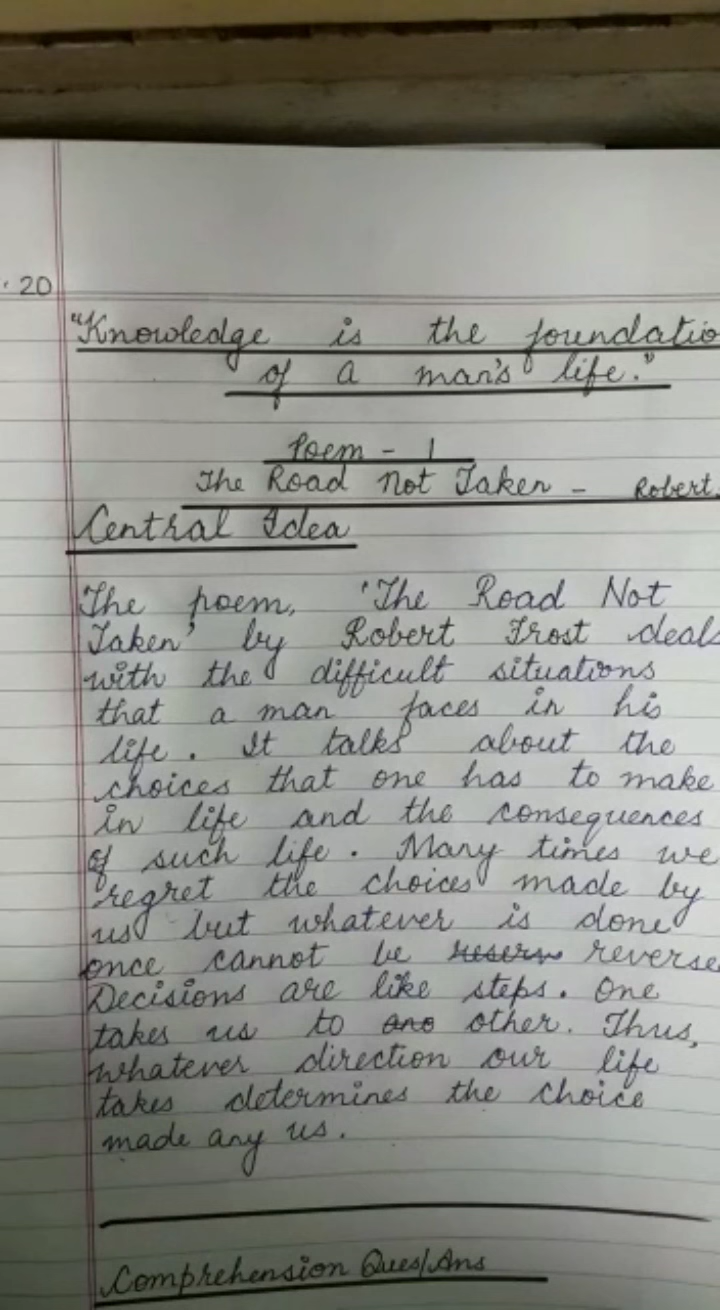 . 20
"Knowledge is the foundatio
of a man's life."
Poem - 1
The Road Not Taken - Robert
Central Idea
The poem, 'The Road Not
Taken' by Robert Frost deals
with the difficult situations
that a man faces in his
life. It talks about the
choices that one has to make
in life and the consequences
of such life. Many times we
regret the choices made by
us but whatever is done
once cannot be reverse
Decisions are like steps. One
takes us to other. Thus,
whatever direction our life
takes determines the choice
made any us.
Comprehension Ques/Ans